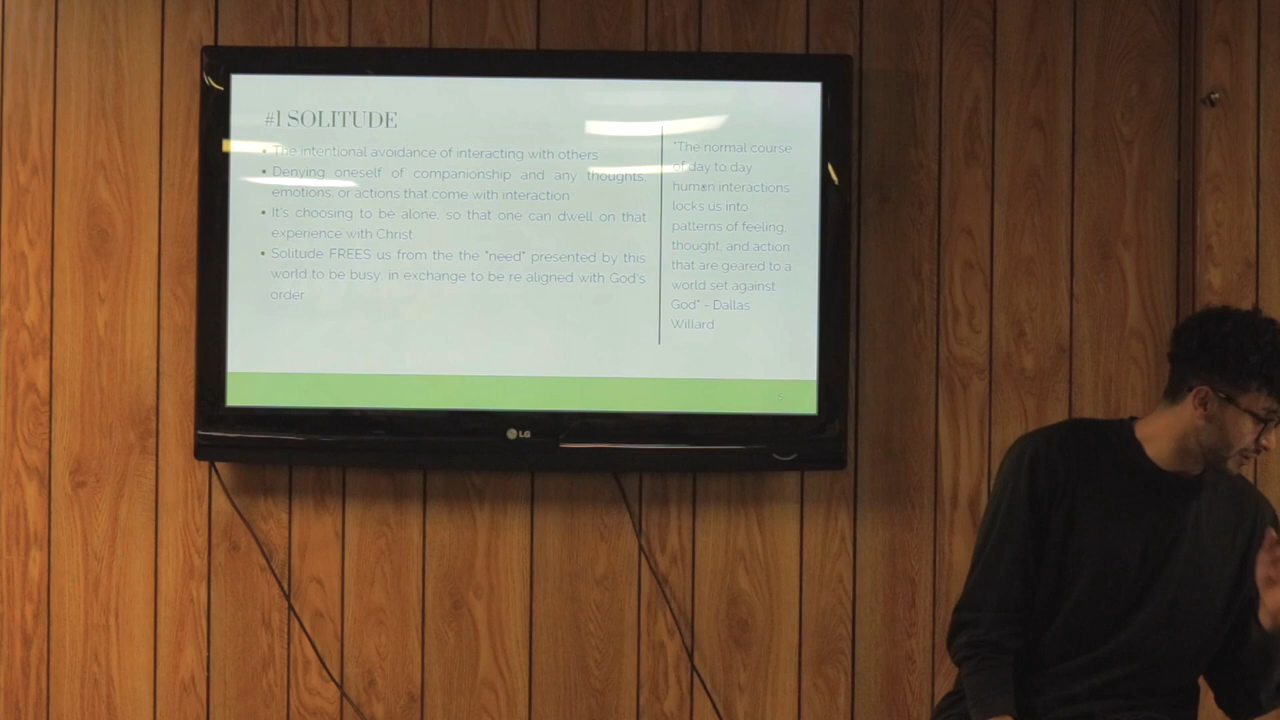 #1 SOLITUDE
• The intentional avoidance of interacting with others
• Denying oneself of companionship and any thoughts,
emotions, or actions that come with interaction
• It's choosing to be alone, so that one can dwell on that
experience with Christ
• Solitude FREES us from the the "need" presented by this
world to be busy, in exchange to be re aligned with God's
order
"The normal course
of day to day
human interactions
locks us into
patterns of feeling,
thought, and action
that are geared to a
world set against
God" - Dallas
Willard
5
LG